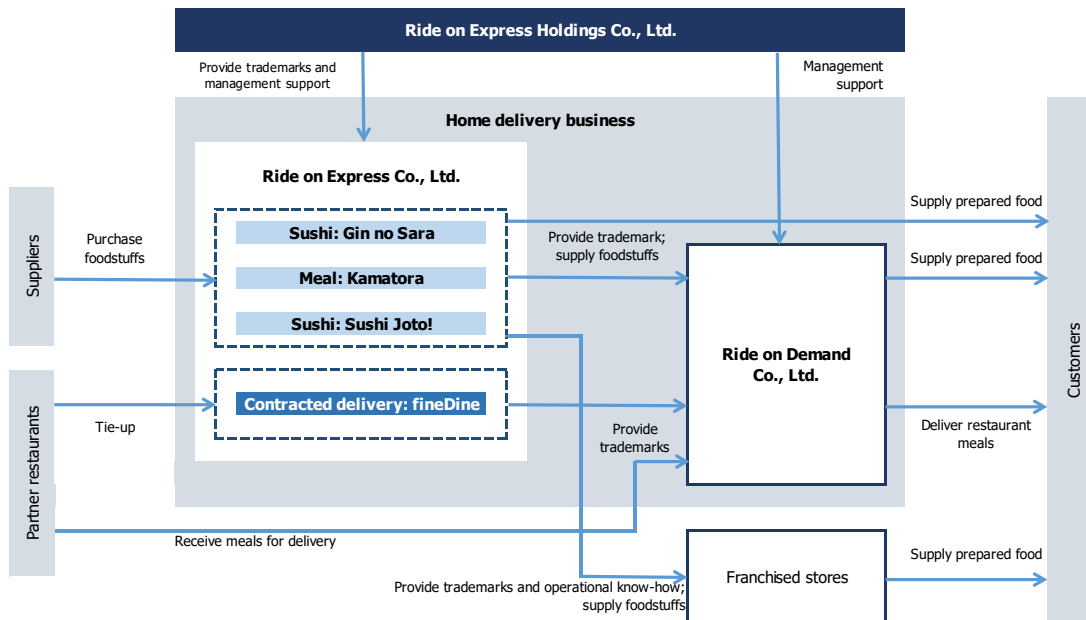 Ride on Express Holdings Co., Ltd.
Provide trademarks and
management support
Management
support
Home delivery business
Ride on Express Co., Ltd.
Suppliers
Purchase
foodstuffs
Sushi: Gin no Sara
Meal: Kamatora
Sushi: Sushi Joto!
Provide trademark;
supply foodstuffs
Supply prepared food
Supply prepared food
Ride on Demand
Co., Ltd.
Customers
Partner restaurants
Tie-up
Contracted delivery: fineDine
Provide
trademarks
Deliver restaurant
meals
Receive meals for delivery
Provide trademarks and operational know-how;
supply foodstuffs
Franchised stores
Supply prepared food